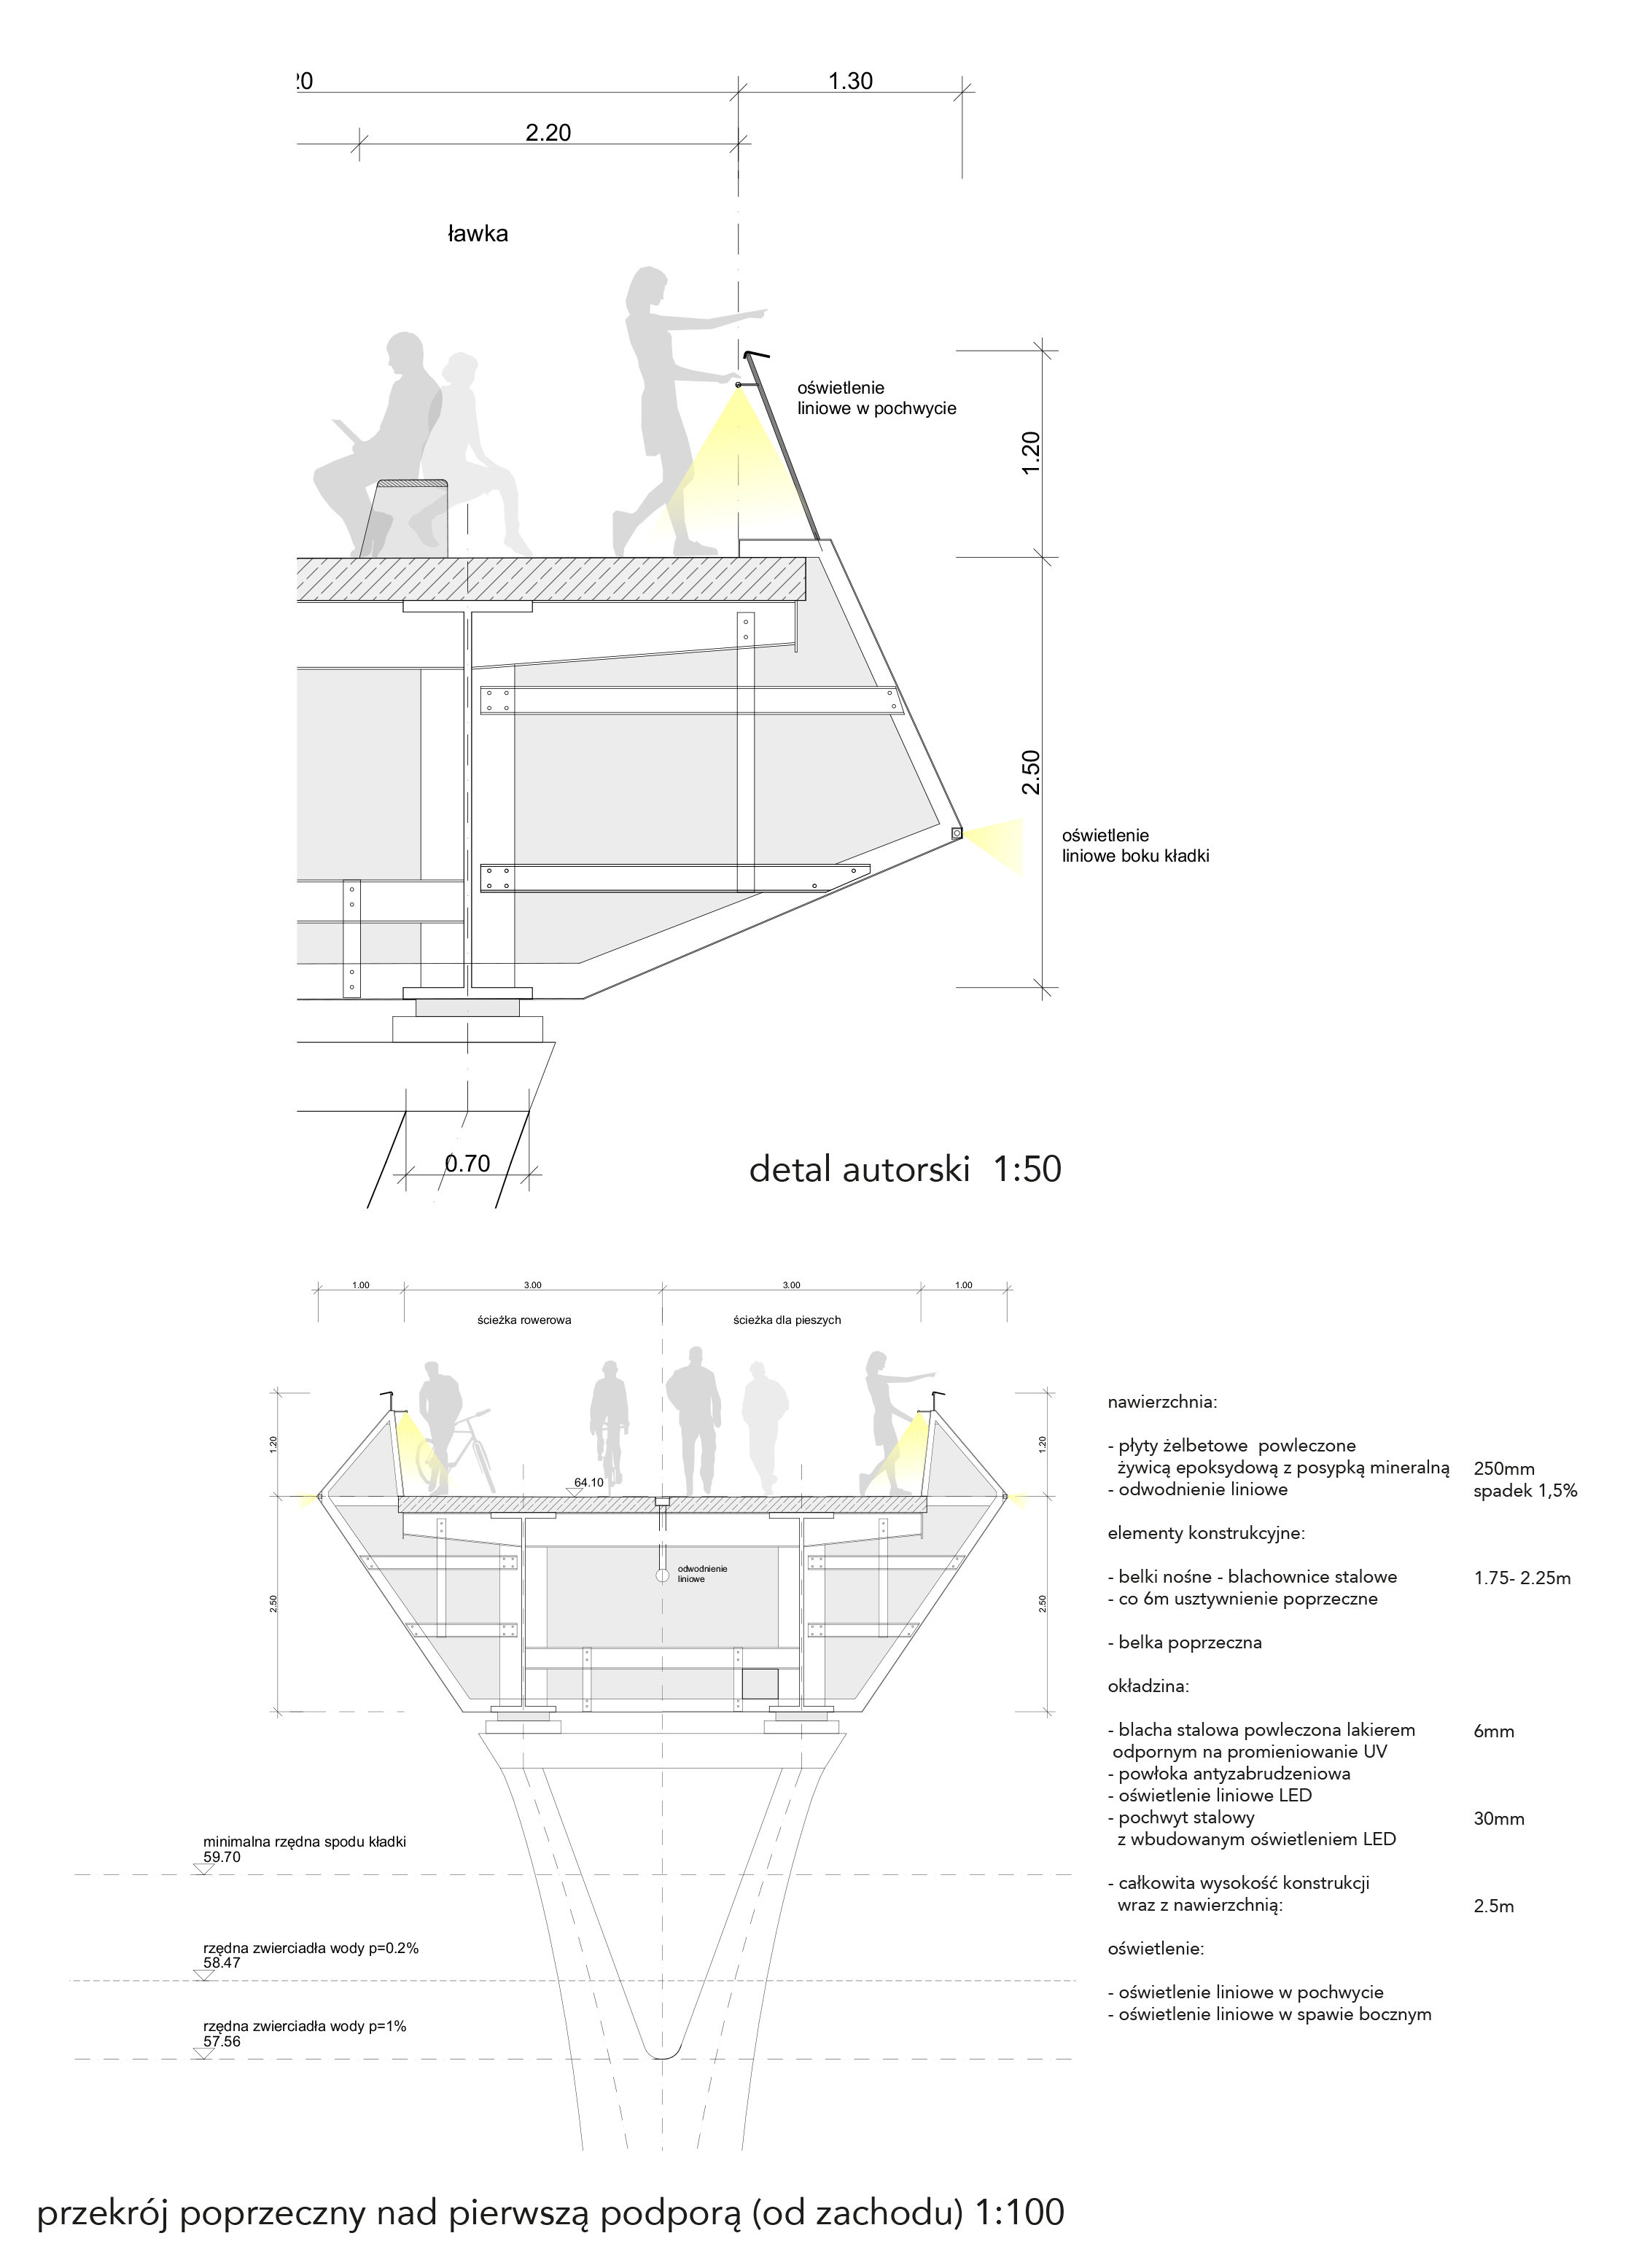 20
1.30
2.20
ławka
oświetlenie
liniowe w pochwycie
1.20
2.50
oświetlenie
liniowe boku kładki
0.70
detal autorski 1:50
1.00
3.00
3.00
1.00
ścieżka rowerowa
ścieżka dla pieszych
1.20
1.20
64.10
odwodnienie
liniowe
2.50
2.50
minimalna rzędna spodu kładki
59.70
rzędna zwierciadła wody p=0.2%
58.47
rzędna zwierciadła wody p=1%
57.56
nawierzchnia:
- płyty żelbetowe powleczone
żywicą epoksydową z posypką mineralną 250mm
- odwodnienie liniowe spadek 1,5%
elementy konstrukcyjne:
- belki nośne - blachownice stalowe 1.75- 2.25m
- co 6m usztywnienie poprzeczne
- belka poprzeczna
okładzina:
- blacha stalowa powleczona lakierem 6mm
odpornym na promieniowanie UV
- powłoka antyzabrudzeniowa
- oświetlenie liniowe LED
- pochwyt stalowy 30mm
z wbudowanym oświetleniem LED
- całkowita wysokość konstrukcji
wraz z nawierzchnią: 2.5m
oświetlenie:
- oświetlenie liniowe w pochwycie
- oświetlenie liniowe w spawie bocznym
przekrój poprzeczny nad pierwszą podporą (od zachodu) 1:100